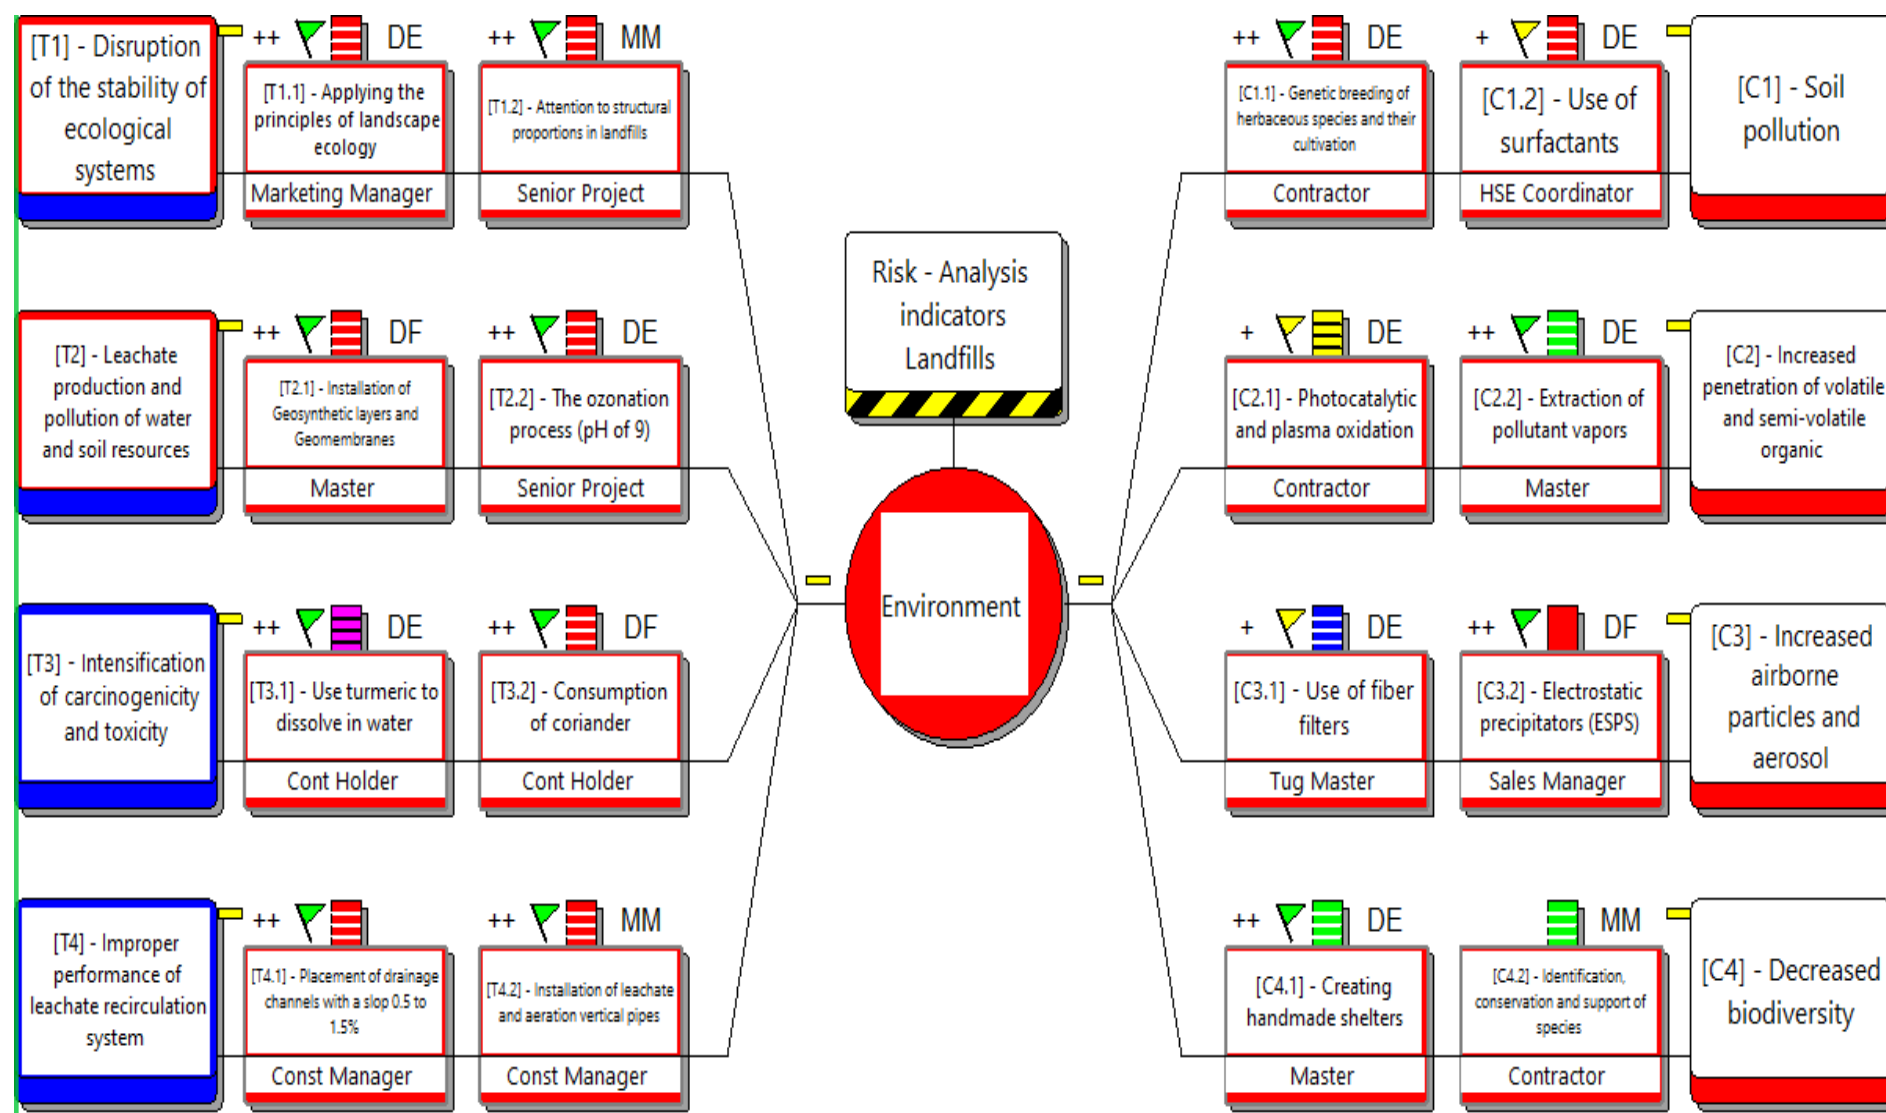 [T1] - Disruption
of the stability of
ecological
systems
++
DE
[T1.1] - Applying the
principles of landscape
ecology
Marketing Manager
++
MM
[T1.2] - Attention to structural
proportions in landfills
Senior Project
++
DE
[C1.1] - Genetic breeding of
herbaceous species and their
cultivation
Contractor
+
DE
[C1.2] - Use of
surfactants
HSE Coordinator
[C1] - Soil
pollution
Risk - Analysis
indicators
Landfills
[T2] - Leachate
production and
pollution of water
and soil resources
++
DF
[T2.1] - Installation of
Geosynthetic layers and
Geomembranes
Master
++
DE
[T2.2] - The ozonation
process (pH of 9)
Senior Project
+
DE
[C2.1] - Photocatalytic
and plasma oxidation
Contractor
++
DE
[C2.2] - Extraction of
pollutant vapors
Master
[C2] - Increased
penetration of volatile
and semi-volatile
organic
Environment
[T3] - Intensification
of carcinogenicity
and toxicity
++
DE
[T3.1] - Use turmeric to
dissolve in water
Cont Holder
++
DF
[T3.2] - Consumption
of coriander
Cont Holder
+
DE
[C3.1] - Use of fiber
filters
Tug Master
++
DF
[C3.2] - Electrostatic
precipitators (ESPS)
Sales Manager
[C3] - Increased
airborne
particles and
aerosol
[T4] - Improper
performance of
leachate recirculation
system
++
[T4.1] - Placement of drainage
channels with a slop 0.5 to
1.5%
Const Manager
++
MM
[T4.2] - Installation of leachate
and aeration vertical pipes
Const Manager
++
DE
[C4.1] - Creating
handmade shelters
Master
MM
[C4.2] - Identification,
conservation and support of
species
Contractor
[C4] - Decreased
biodiversity